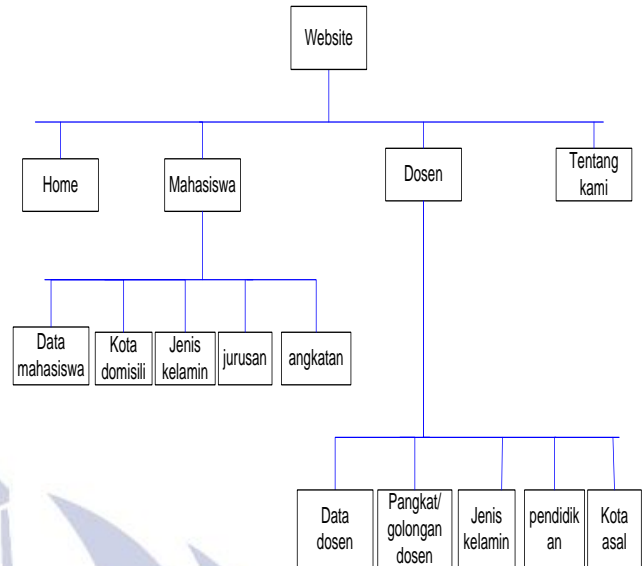 Website
Home
Mahasiswa
Dosen
Tentang
kami
Data
mahasiswa
Kota
domisili
Jenis
kelamin
jurusan
angkatan
Data
dosen
Pangkat/
golongan
dosen
Jenis
kelamin
pendidik
an
Kota
asal